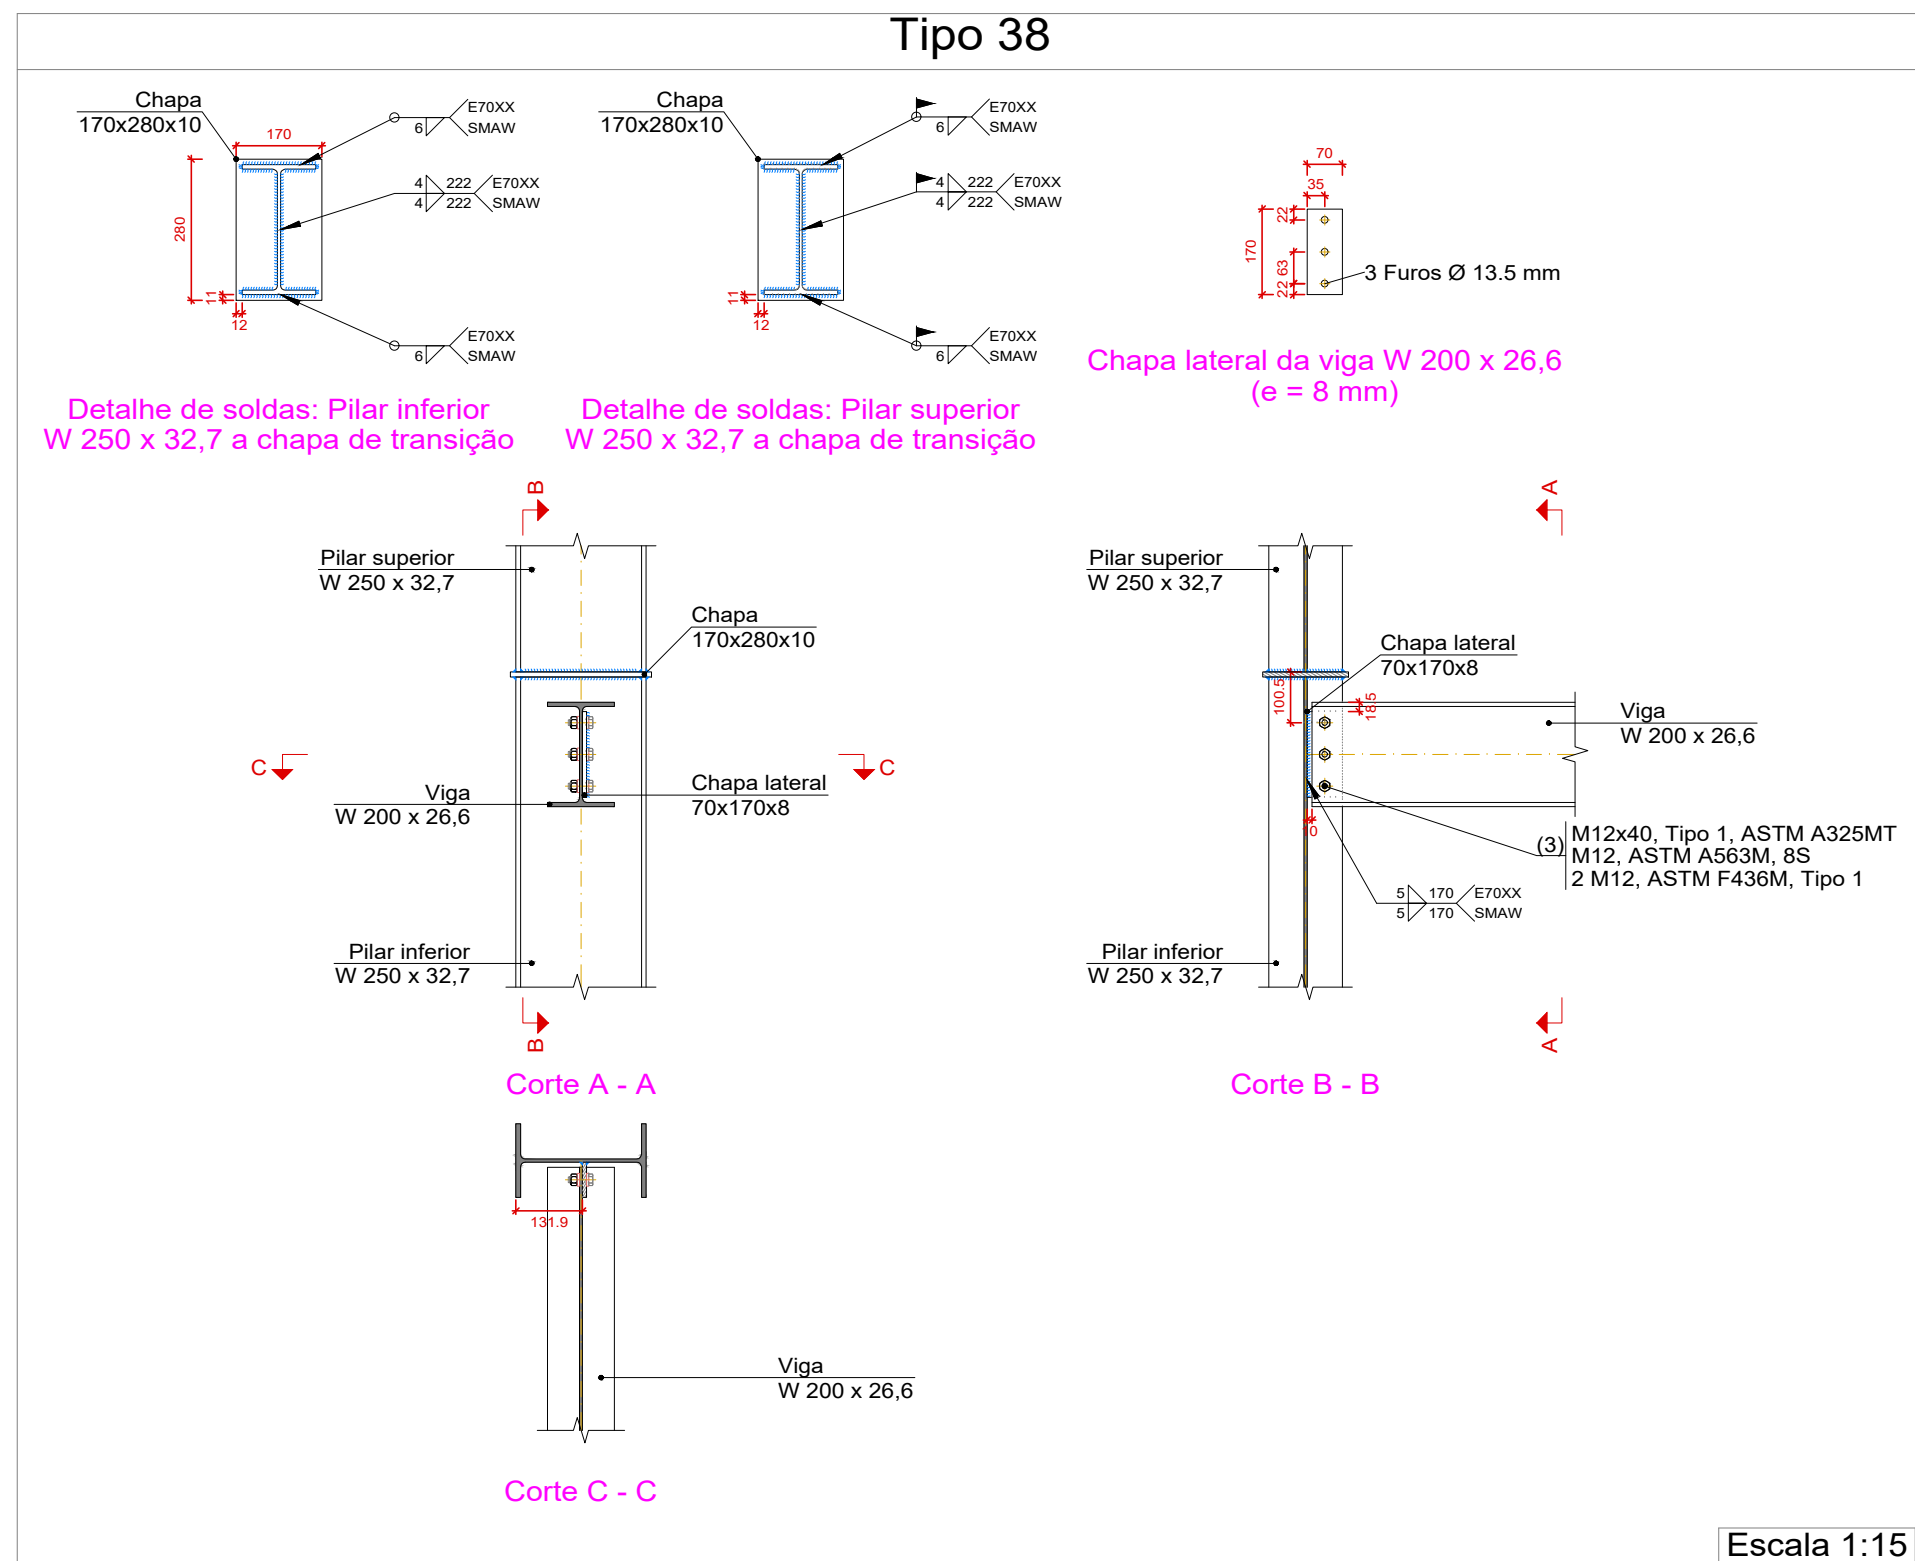 Tipo 38
Chapa
170x280x10
170
280
11
12
6
E70XX
SMAW
4
4
222
222
E70XX
SMAW
6
E70XX
SMAW
Detalhe de soldas: Pilar inferior
W 250 x 32,7 a chapa de transição
Chapa
170x280x10
11
12
6
E70XX
SMAW
4
4
222
222
E70XX
SMAW
6
E70XX
SMAW
Detalhe de soldas: Pilar superior
W 250 x 32,7 a chapa de transição
70
35
22
170
63
22
3 Furos Ø 13.5 mm
Chapa lateral da viga W 200 x 26,6
(e = 8 mm)
B
Pilar superior
W 250 x 32,7
Chapa
170x280x10
C
C
Viga
W 200 x 26,6
Chapa lateral
70x170x8
Pilar inferior
W 250 x 32,7
B
Corte A - A
A
Pilar superior
W 250 x 32,7
Chapa lateral
70x170x8
100.5
18.5
Viga
W 200 x 26,6
10
(3)
M12x40, Tipo 1, ASTM A325MT
M12, ASTM A563M, 8S
2 M12, ASTM F436M, Tipo 1
5
5
170
170
E70XX
SMAW
Pilar inferior
W 250 x 32,7
A
Corte B - B
131.9
Viga
W 200 x 26,6
Corte C - C
Escala 1:15